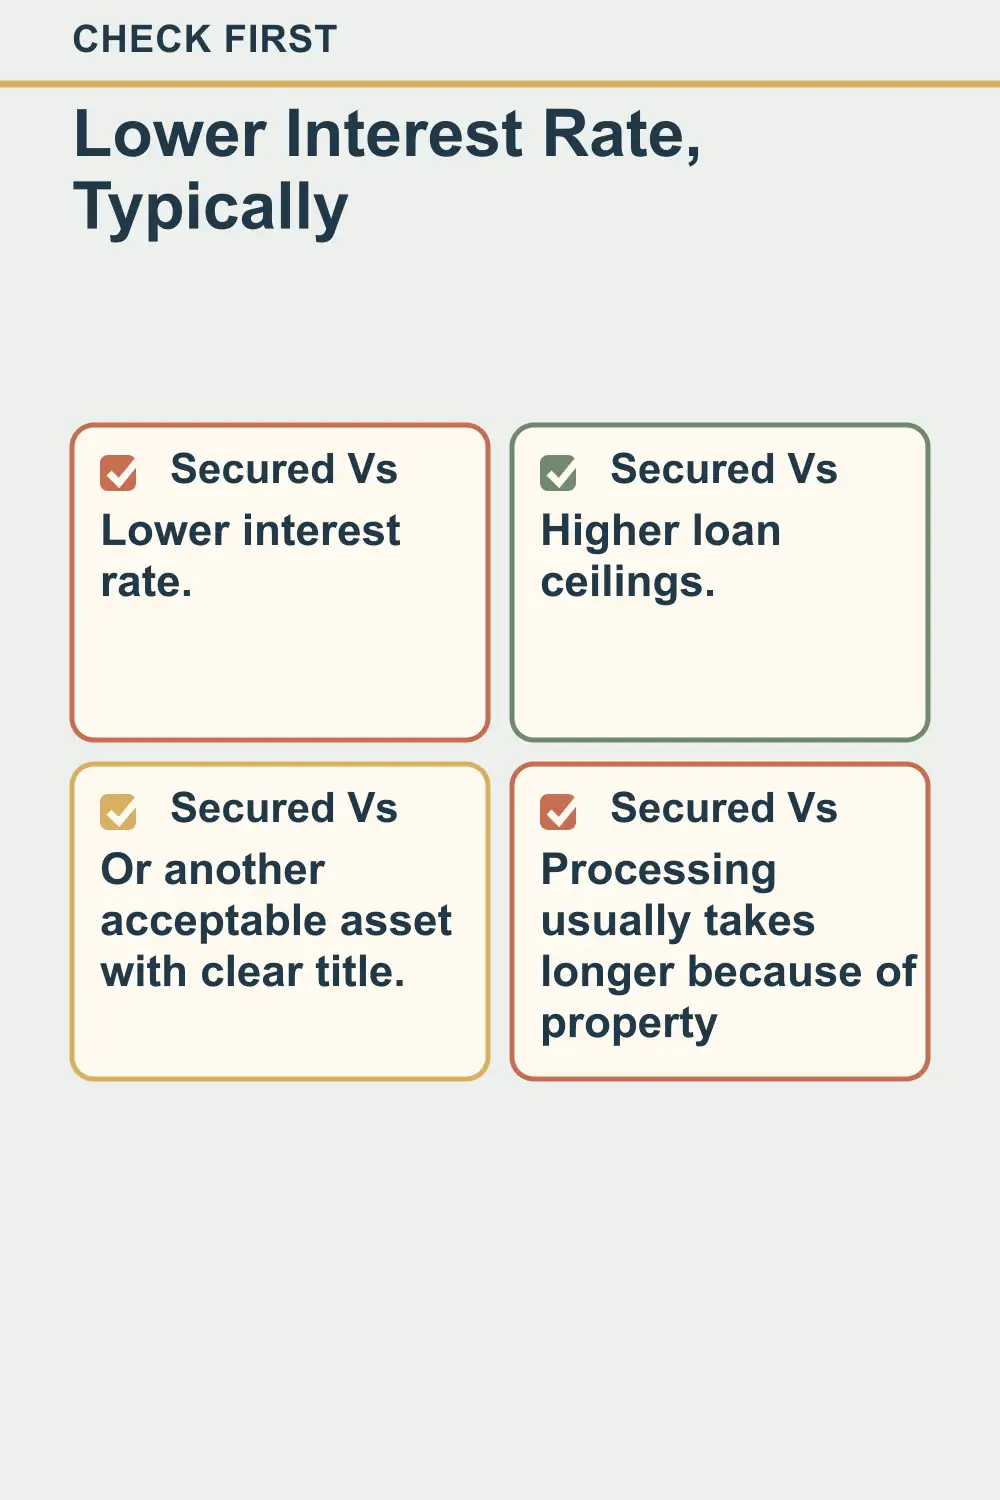 CHECK FIRST
Lower Interest Rate,
Typically
Secured Vs
Lower interest
rate.
Secured Vs
Higher loan
ceilings.
Secured Vs
Or another
acceptable asset
with clear title.
Secured Vs
Processing
usually takes
longer because of
property